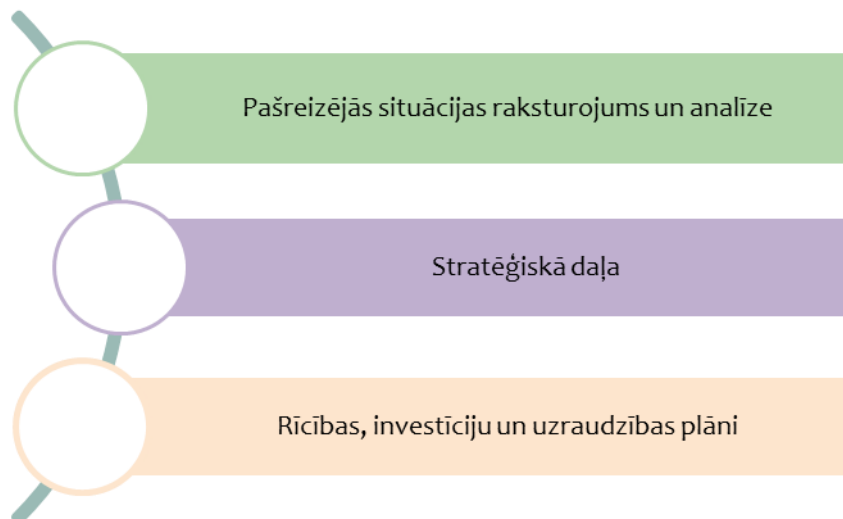 Pašreizējās situācijas raksturojums un analīze
Stratēģiskā daļa
Rīcības, investīciju un uzraudzības plāni